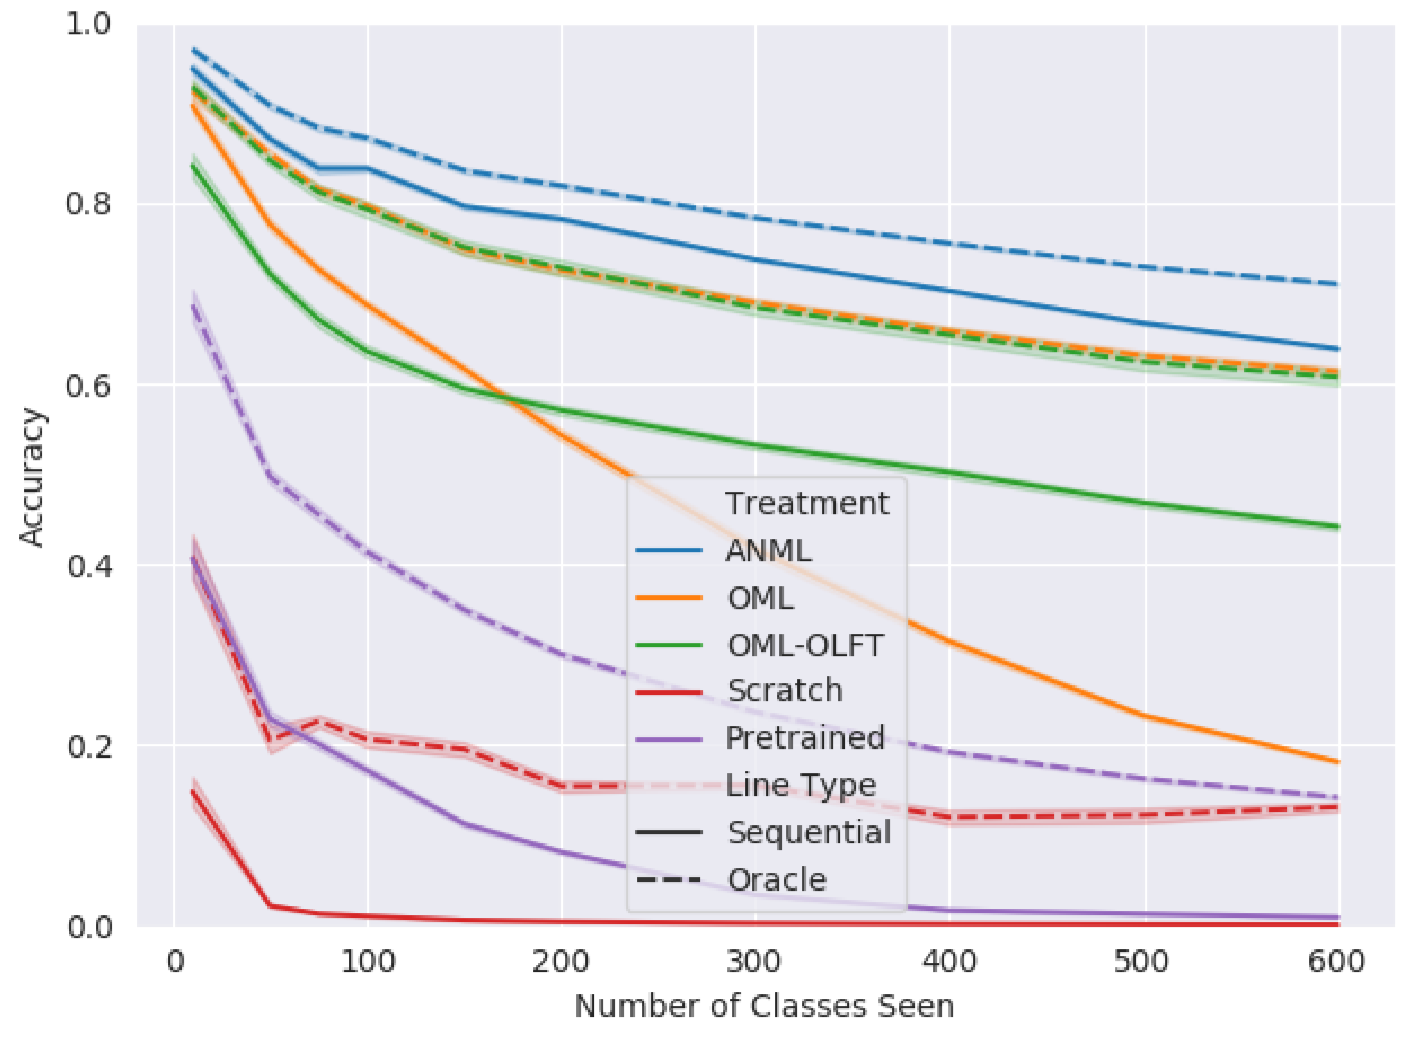 1.0
0.8
0.6
0.4
0.2
0.0
Accuracy
Treatment
ANML
OML
OML-OLFT
Scratch
Pretrained
Line Type
Sequential
Oracle
0 100 200 300 400 500 600
Number of Classes Seen